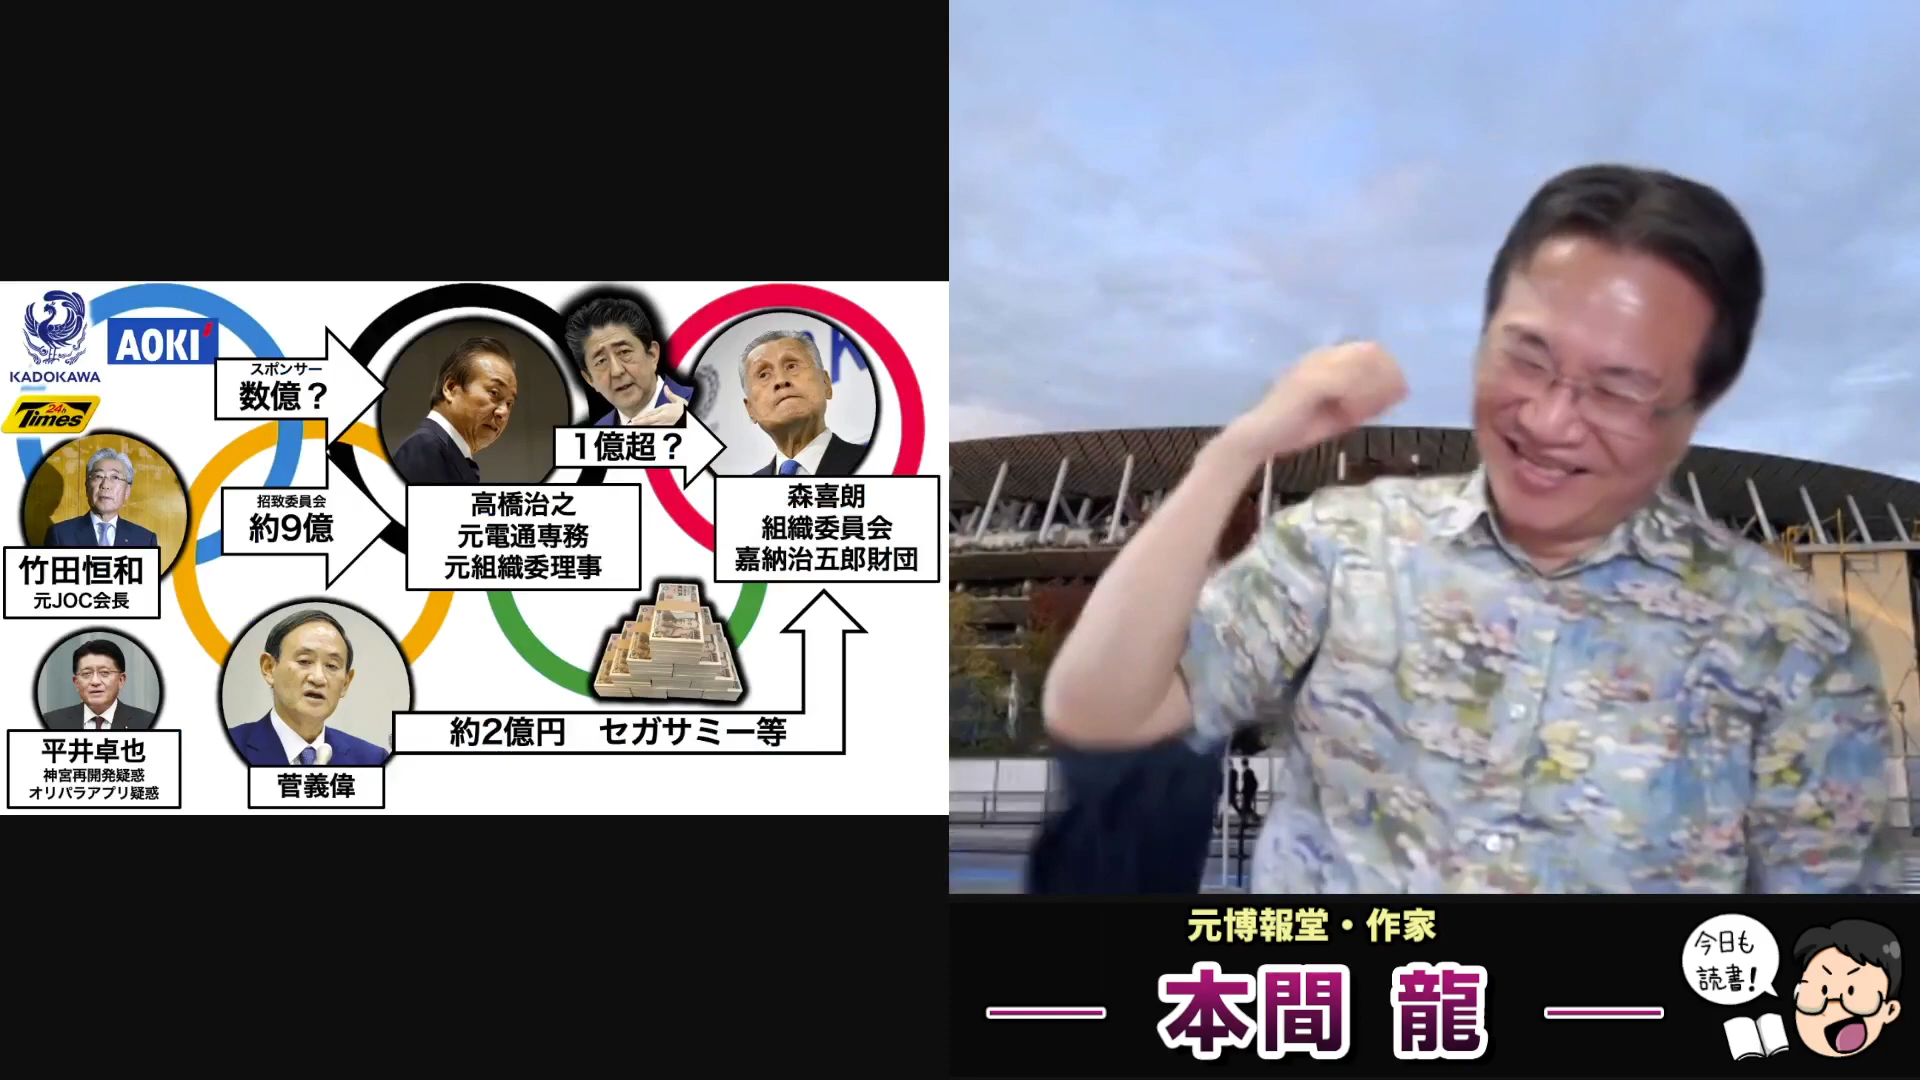 KADOKAWA
AOKI
24h
Times
スポンサー
数億？
招致委員会
約9億
竹田恒和
元JOC会長
高橋治之
元電通専務
元組織委理事
1億超？
森喜朗
組織委員会
嘉納治五郎財団
平井卓也
神宮再開発疑惑
オリパラアプリ疑惑
菅義偉
約2億円　セガサミー等
元博報堂・作家
本間 龍
今日も
読書!